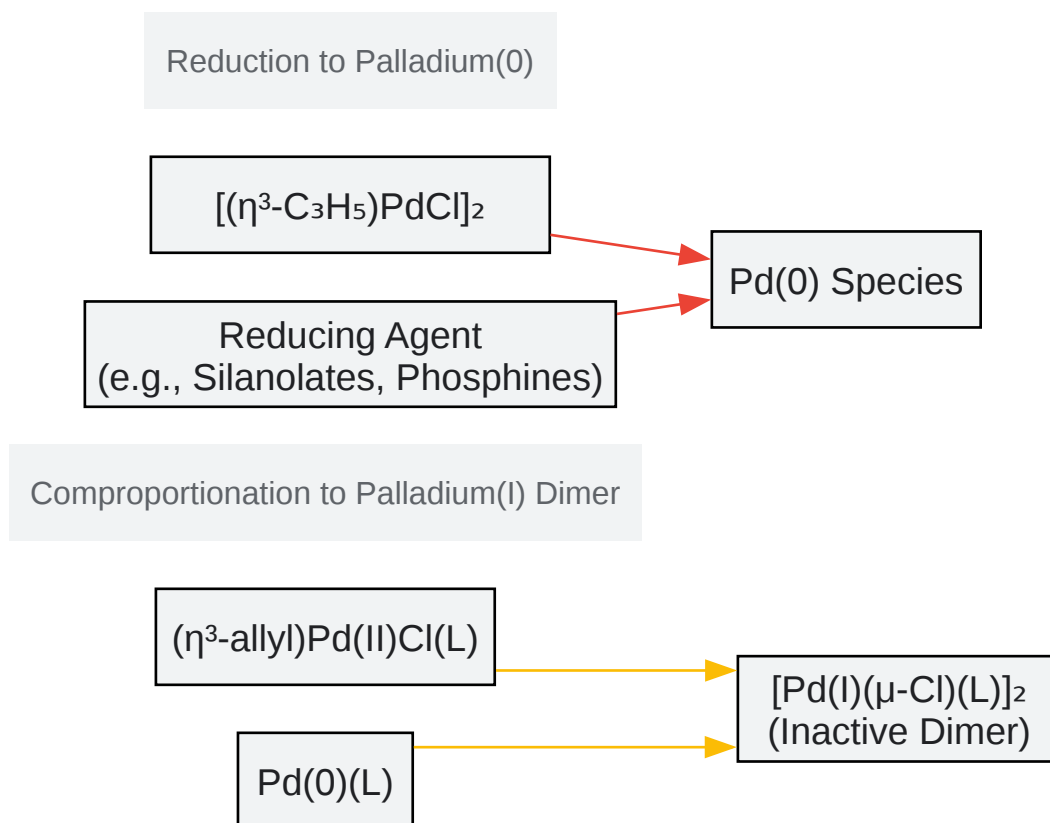 Reduction to Palladium(0)
[(η³-C₃H₅)PdCl]₂
Pd(0) Species
Reducing Agent
(e.g., Silanolates, Phosphines)
Comproportionation to Palladium(I) Dimer
(η³-allyl)Pd(II)Cl(L)
[Pd(I)(μ-Cl)(L)]₂
(Inactive Dimer)
Pd(0)(L)